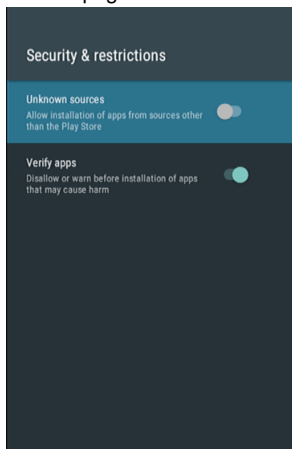 Security & restrictions
Unknown sources
Allow installation of apps from sources other
than the Play Store
Verify apps
Disallow or warn before installation of apps
that may cause harm